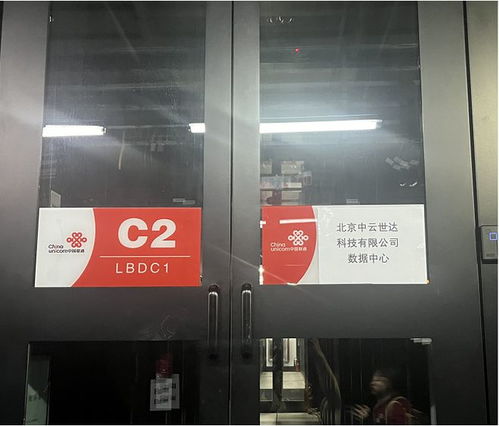 China
unicom中国联通
C2
LBDC1
China
unicom中国联通
北京中云世达
科技有限公司
数据中心